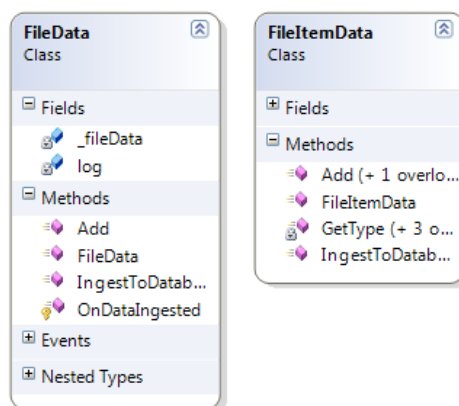 FileData
Class
Fields
_fileData
log
Methods
Add
FileData
IngestToDatab...
OnDataIngested
Events
Nested Types
FileItemData
Class
Fields
Methods
Add (+ 1 overlo...
FileItemData
GetType (+ 3 o...
IngestToDatab...